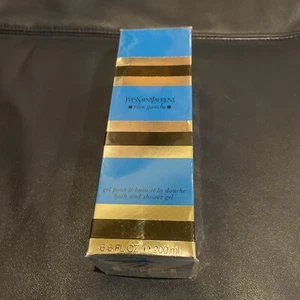 YVESSAINTLAURENT
rive gauche
gel pour le bain et la douche
bath and shower gel
6.6 FL.OZ. 200 mL